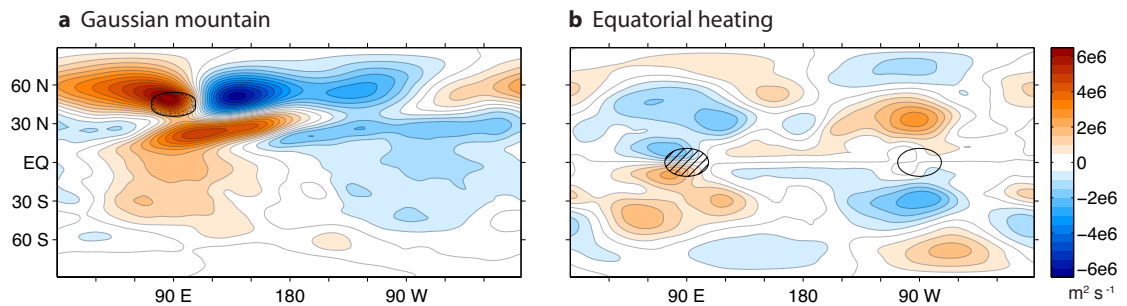 a Gaussian mountain
b Equatorial heating
60 N
30 N
EQ
30 S
60 S
90 E
180
90 W
90 E
180
90 W
6e6
4e6
2e6
0
−2e6
−4e6
−6e6
m² s⁻¹